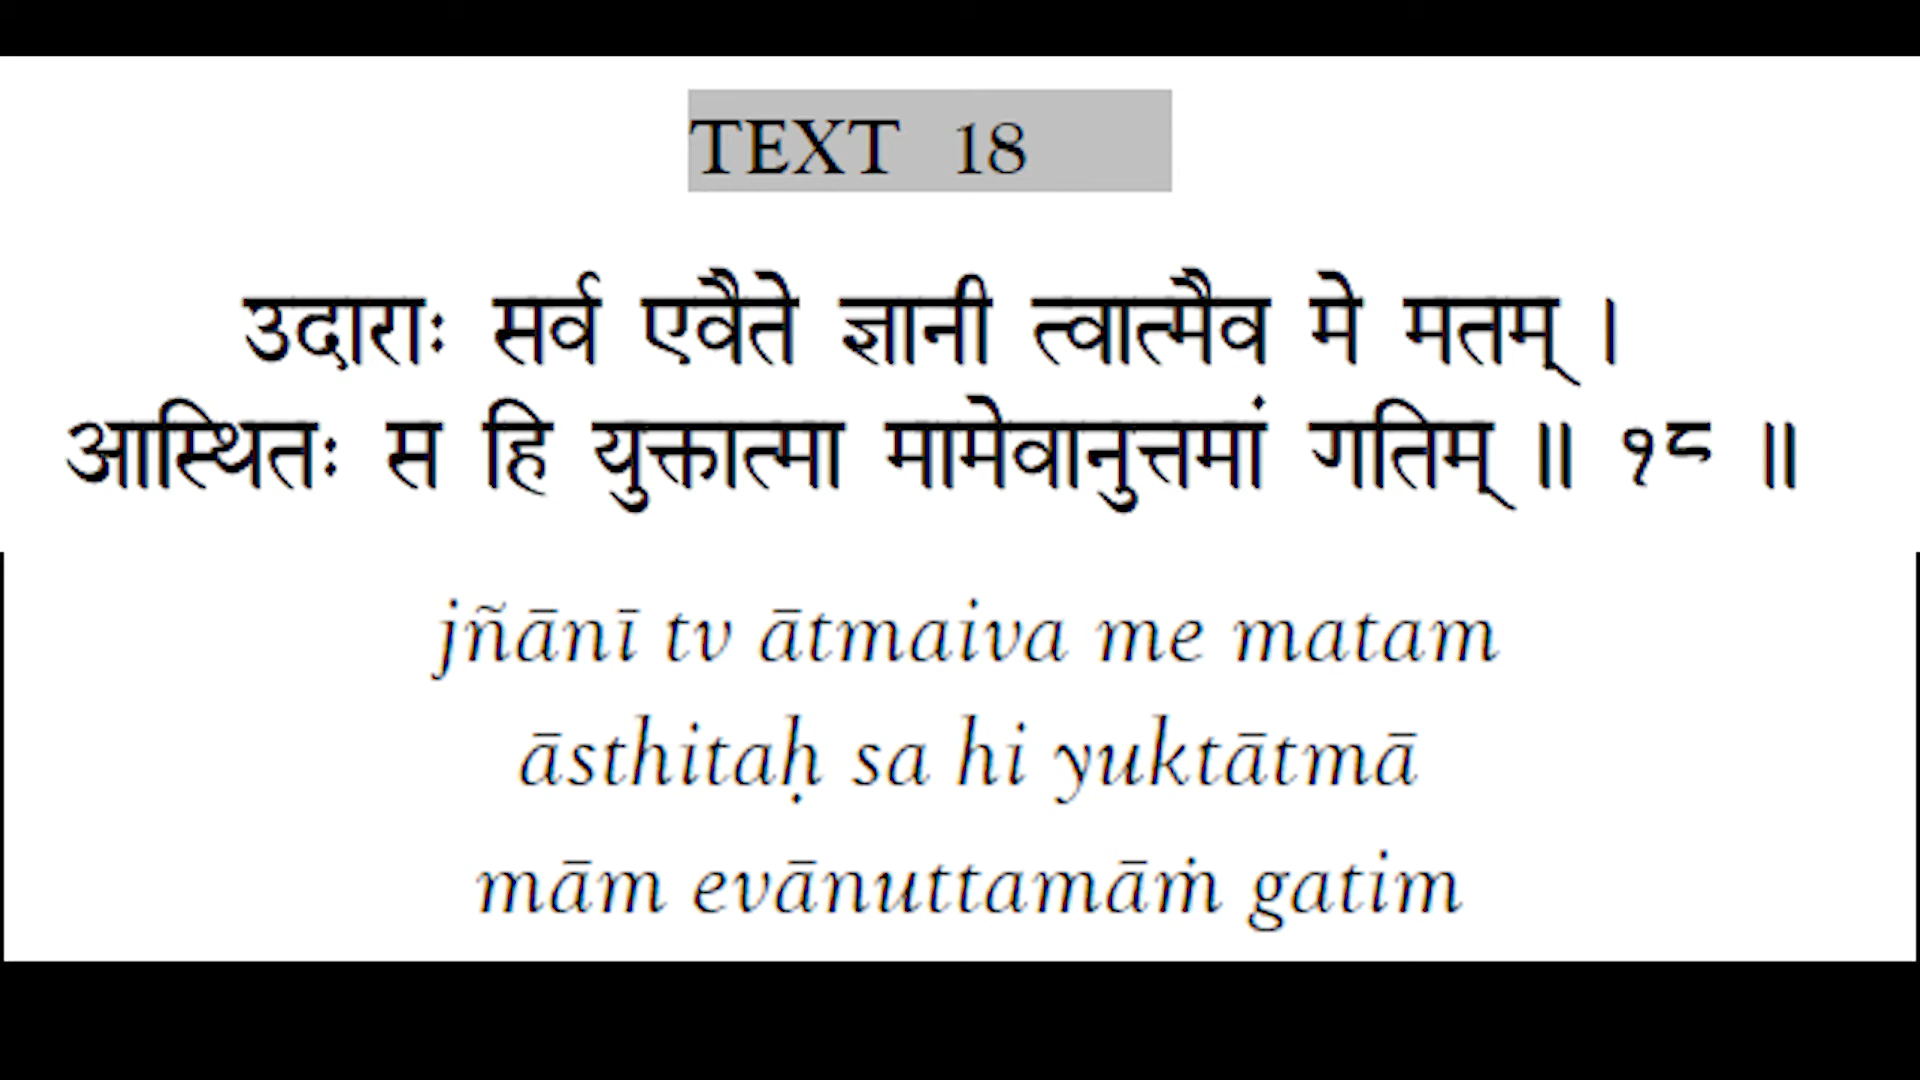 TEXT 18
उदाराः सर्व एवैते ज्ञानी त्वात्मैव मे मतम् ।
आस्थितः स हि युक्तात्मा मामेवानुत्तमां गतिम् ॥ १८ ॥
jñānī tv ātmaiva me matam
āsthitaḥ sa hi yuktātmā
mām evānuttamāṁ gatim